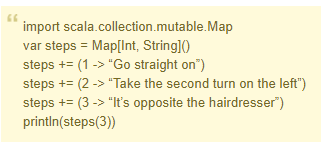 “
import scala.collection.mutable.Map
var steps = Map[Int, String]()
steps += (1 -> “Go straight on”)
steps += (2 -> “Take the second turn on the left”)
steps += (3 -> “It’s opposite the hairdresser”)
println(steps(3))